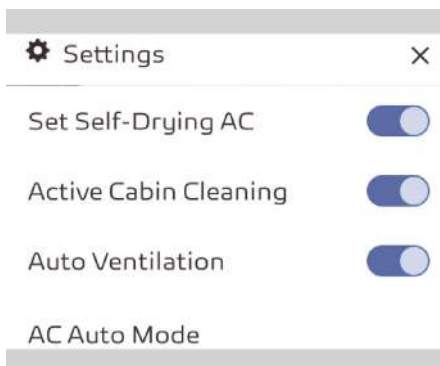 Settings
Set Self-Drying AC
Active Cabin Cleaning
Auto Ventilation
AC Auto Mode